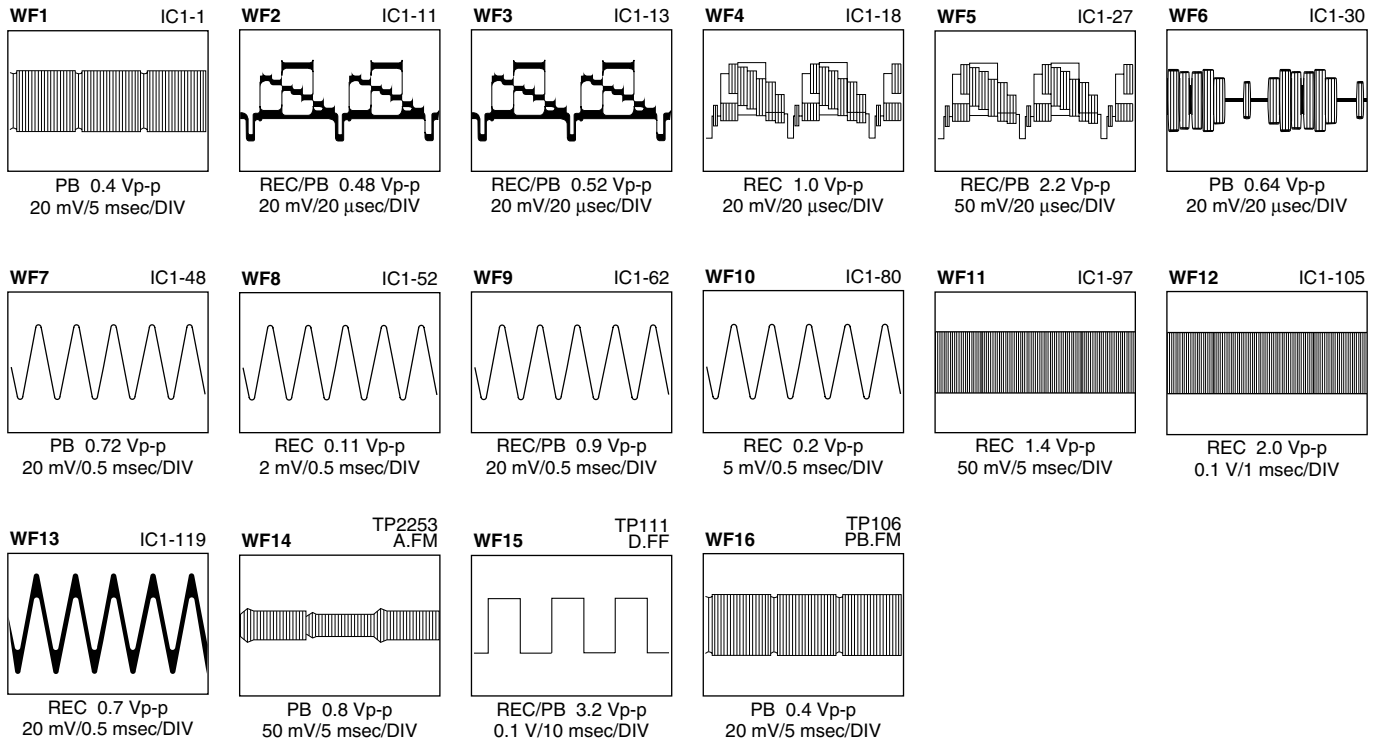 WF1 IC1-1
PB 0.4 Vp-p
20 mV/5 msec/DIV
WF2 IC1-11
REC/PB 0.48 Vp-p
20 mV/20 μsec/DIV
WF3 IC1-13
REC/PB 0.52 Vp-p
20 mV/20 μsec/DIV
WF4 IC1-18
REC 1.0 Vp-p
20 mV/20 μsec/DIV
WF5 IC1-27
REC/PB 2.2 Vp-p
50 mV/20 μsec/DIV
WF6 IC1-30
PB 0.64 Vp-p
20 mV/20 μsec/DIV
WF7 IC1-48
PB 0.72 Vp-p
20 mV/0.5 msec/DIV
WF8 IC1-52
REC 0.11 Vp-p
2 mV/0.5 msec/DIV
WF9 IC1-62
REC/PB 0.9 Vp-p
20 mV/0.5 msec/DIV
WF10 IC1-80
REC 0.2 Vp-p
5 mV/0.5 msec/DIV
WF11 IC1-97
REC 1.4 Vp-p
50 mV/5 msec/DIV
WF12 IC1-105
REC 2.0 Vp-p
0.1 V/1 msec/DIV
WF13 IC1-119
REC 0.7 Vp-p
20 mV/0.5 msec/DIV
TP2253
WF14 A.FM
PB 0.8 Vp-p
50 mV/5 msec/DIV
TP111
WF15 D.FF
REC/PB 3.2 Vp-p
0.1 V/10 msec/DIV
TP106
WF16 PB.FM
PB 0.4 Vp-p
20 mV/5 msec/DIV